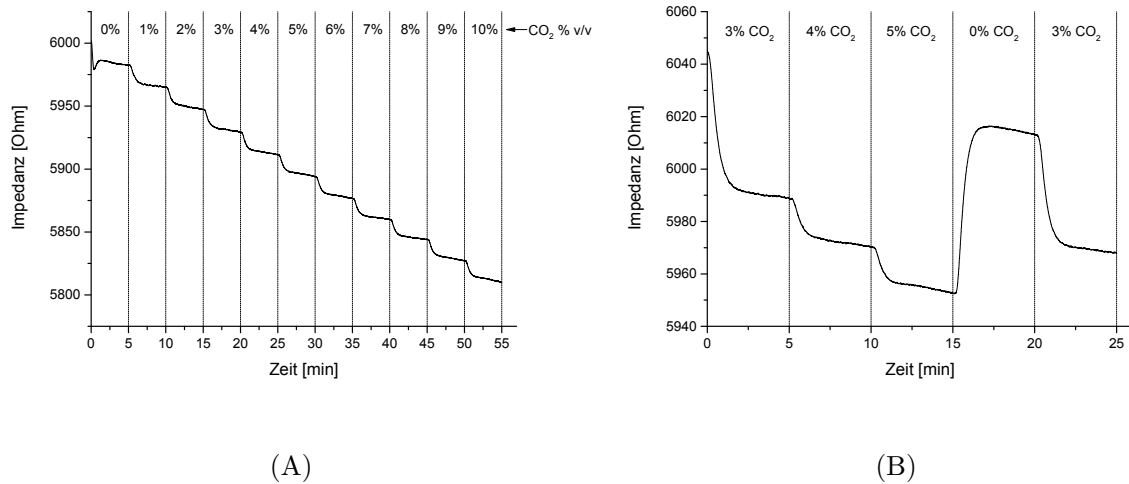 0% 1% 2% 3% 4% 5% 6% 7% 8% 9% 10% CO₂ % v/v
6000
5950
5900
5850
5800
Impedanz [Ohm]
0 5 10 15 20 25 30 35 40 45 50 55
Zeit [min]
(A)
3% CO₂ 4% CO₂ 5% CO₂ 0% CO₂ 3% CO₂
6060
6040
6020
6000
5980
5960
5940
Impedanz [Ohm]
0 5 10 15 20 25
Zeit [min]
(B)